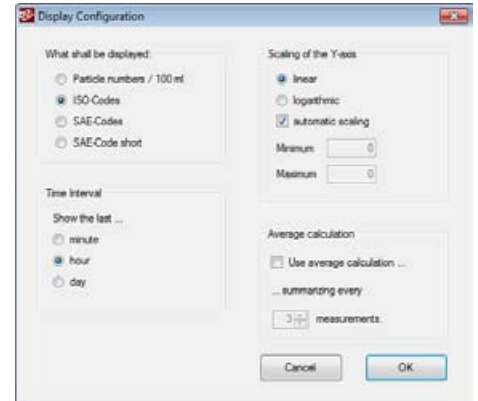 Display Configuration
What shall be displayed:
Particle numbers / 100 ml
ISO-Codes
SAE-Codes
SAE-Code short
Time Interval
Show the last ...
minute
hour
day
Scaling of the Y-axis
linear
logarithmic
automatic scaling
Minimum 0
Maximum 0
Average calculation
Use average calculation ...
... summarizing every
3 measurements.
Cancel OK